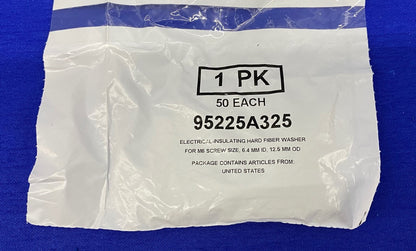 1 PK
50 EACH
95225A325
ELECTRICAL-INSULATING HARD FIBER WASHER
FOR M6 SCREW SIZE, 6.4 MM ID, 12.5 MM OD
PACKAGE CONTAINS ARTICLES FROM:
UNITED STATES